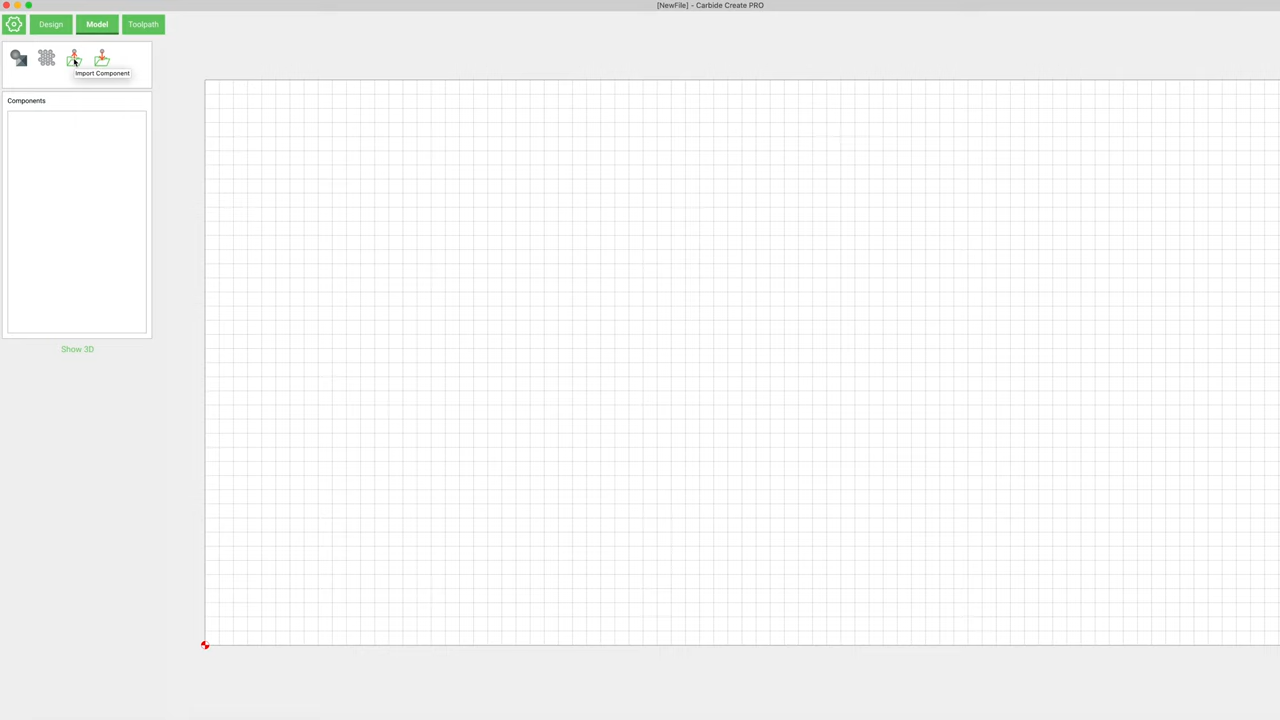 [NewFile] - Carbide Create PRO
Design Model Toolpath
Import Component
Components
Show 3D